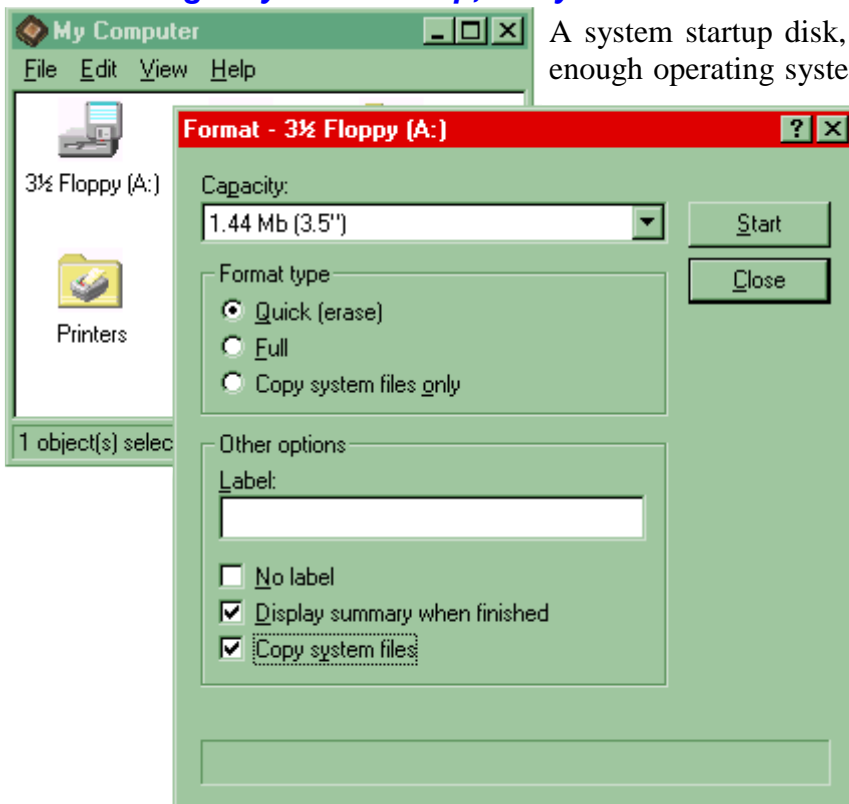 My Computer
File Edit View Help
A system startup disk,
enough operating syste
3½ Floppy (A:)
Printers
1 object(s) selec
Format - 3½ Floppy (A:)
Capacity:
1.44 Mb (3.5")
Start
Close
Format type
Quick (erase)
Full
Copy system files only
Other options
Label:
No label
Display summary when finished
Copy system files